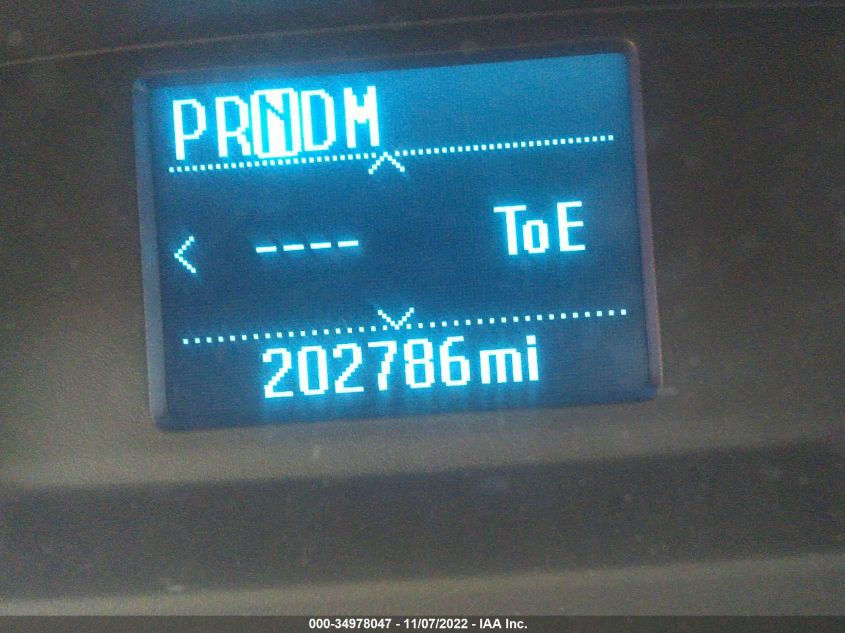 PRNDM
< ---- ToE
202786mi
000-34978047 - 11/07/2022 - IAA Inc.